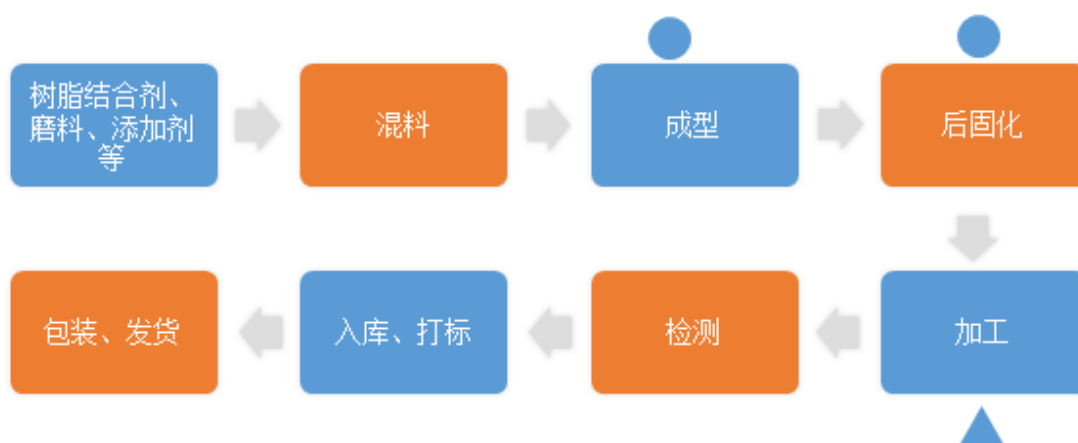 树脂结合剂、
磨料、添加剂
等
混料
成型
后固化
包装、发货
入库、打标
检测
加工